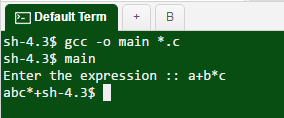 Default Term + B
sh-4.3$ gcc -o main *.c
sh-4.3$ main
Enter the expression :: a+b*c
abc*+sh-4.3$